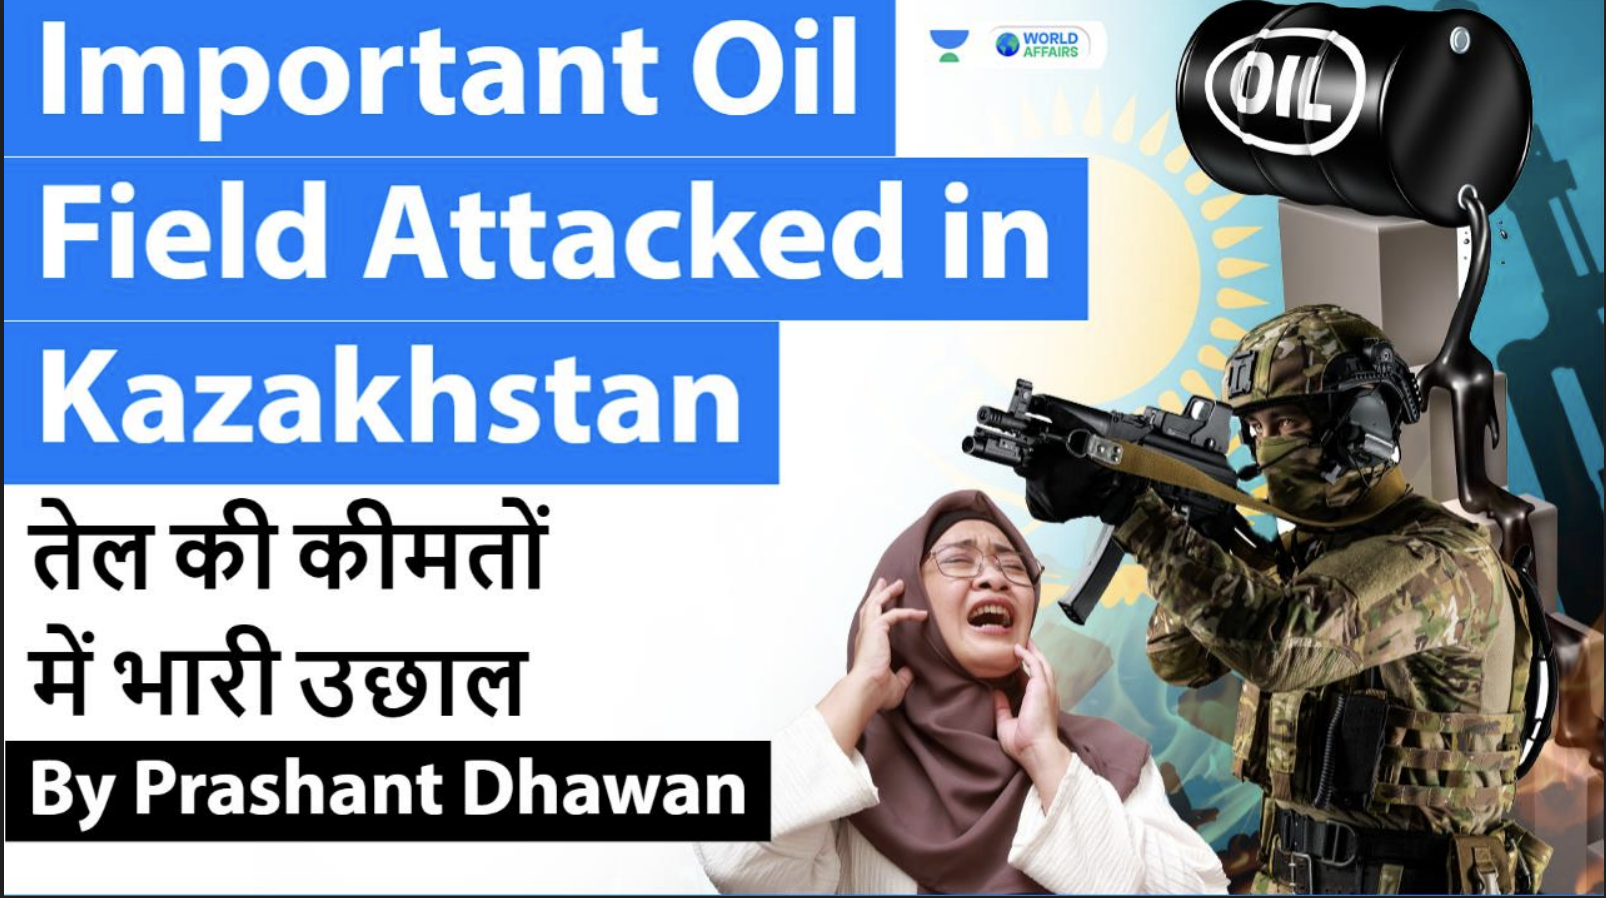 Important Oil
WORLD
AFFAIRS
OIL
Field Attacked in
Kazakhstan
तेल की कीमतों
में भारी उछाल
By Prashant Dhawan